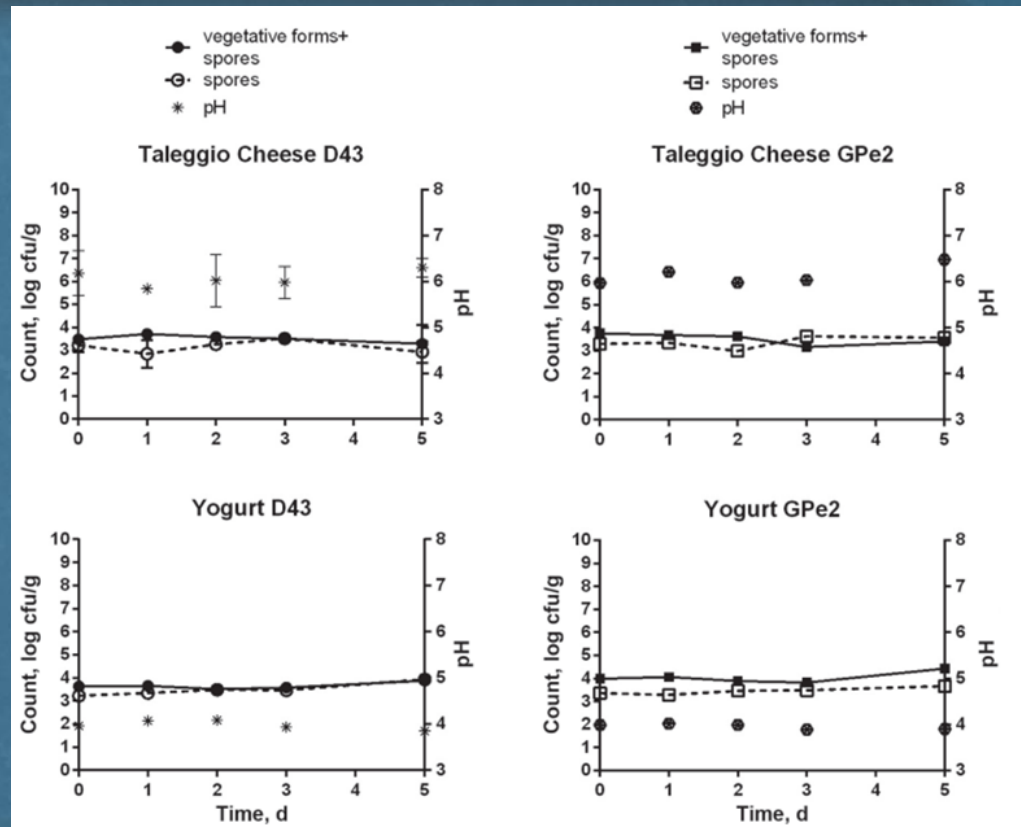 vegetative forms+
spores
spores
pH
vegetative forms+
spores
spores
pH
Taleggio Cheese D43
Count, log cfu/g
10
9
8
7
6
5
4
3
2
1
0
8
7
6
5
4
3
pH
0 1 2 3 4 5
Taleggio Cheese GPe2
Count, log cfu/g
10
9
8
7
6
5
4
3
2
1
0
8
7
6
5
4
3
pH
0 1 2 3 4 5
Yogurt D43
Count, log cfu/g
10
9
8
7
6
5
4
3
2
1
0
8
7
6
5
4
3
pH
0 1 2 3 4 5
Time, d
Yogurt GPe2
Count, log cfu/g
10
9
8
7
6
5
4
3
2
1
0
8
7
6
5
4
3
pH
0 1 2 3 4 5
Time, d